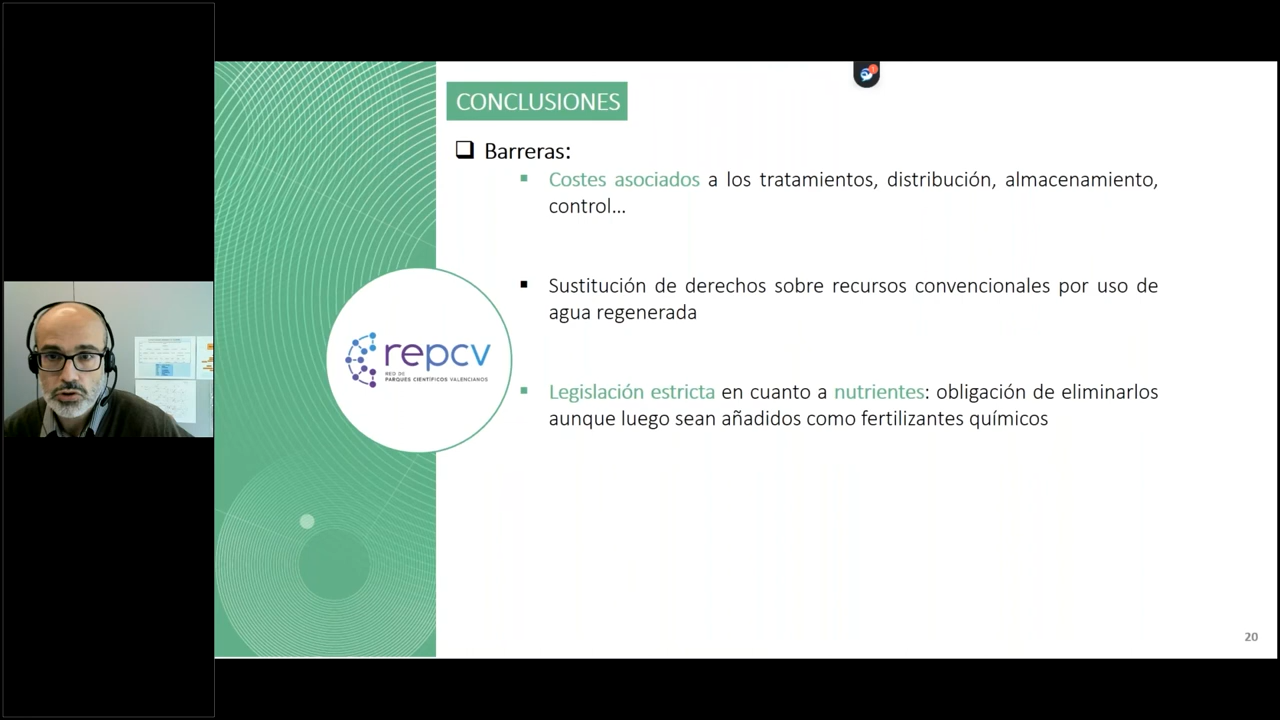 CONCLUSIONES
Barreras:
Costes asociados a los tratamientos, distribución, almacenamiento,
control...
Sustitución de derechos sobre recursos convencionales por uso de
agua regenerada
repcv
RED DE
PARQUES CIENTÍFICOS VALENCIANOS
Legislación estricta en cuanto a nutrientes: obligación de eliminarlos
aunque luego sean añadidos como fertilizantes químicos
20